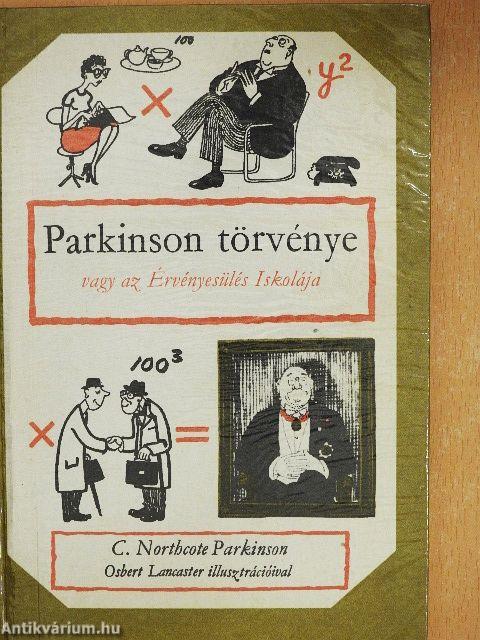 100
×
y²
Parkinson törvénye
vagy az Érvényesülés Iskolája
100³
× =
C. Northcote Parkinson
Osbert Lancaster illusztrációival
Antikvárium.hu